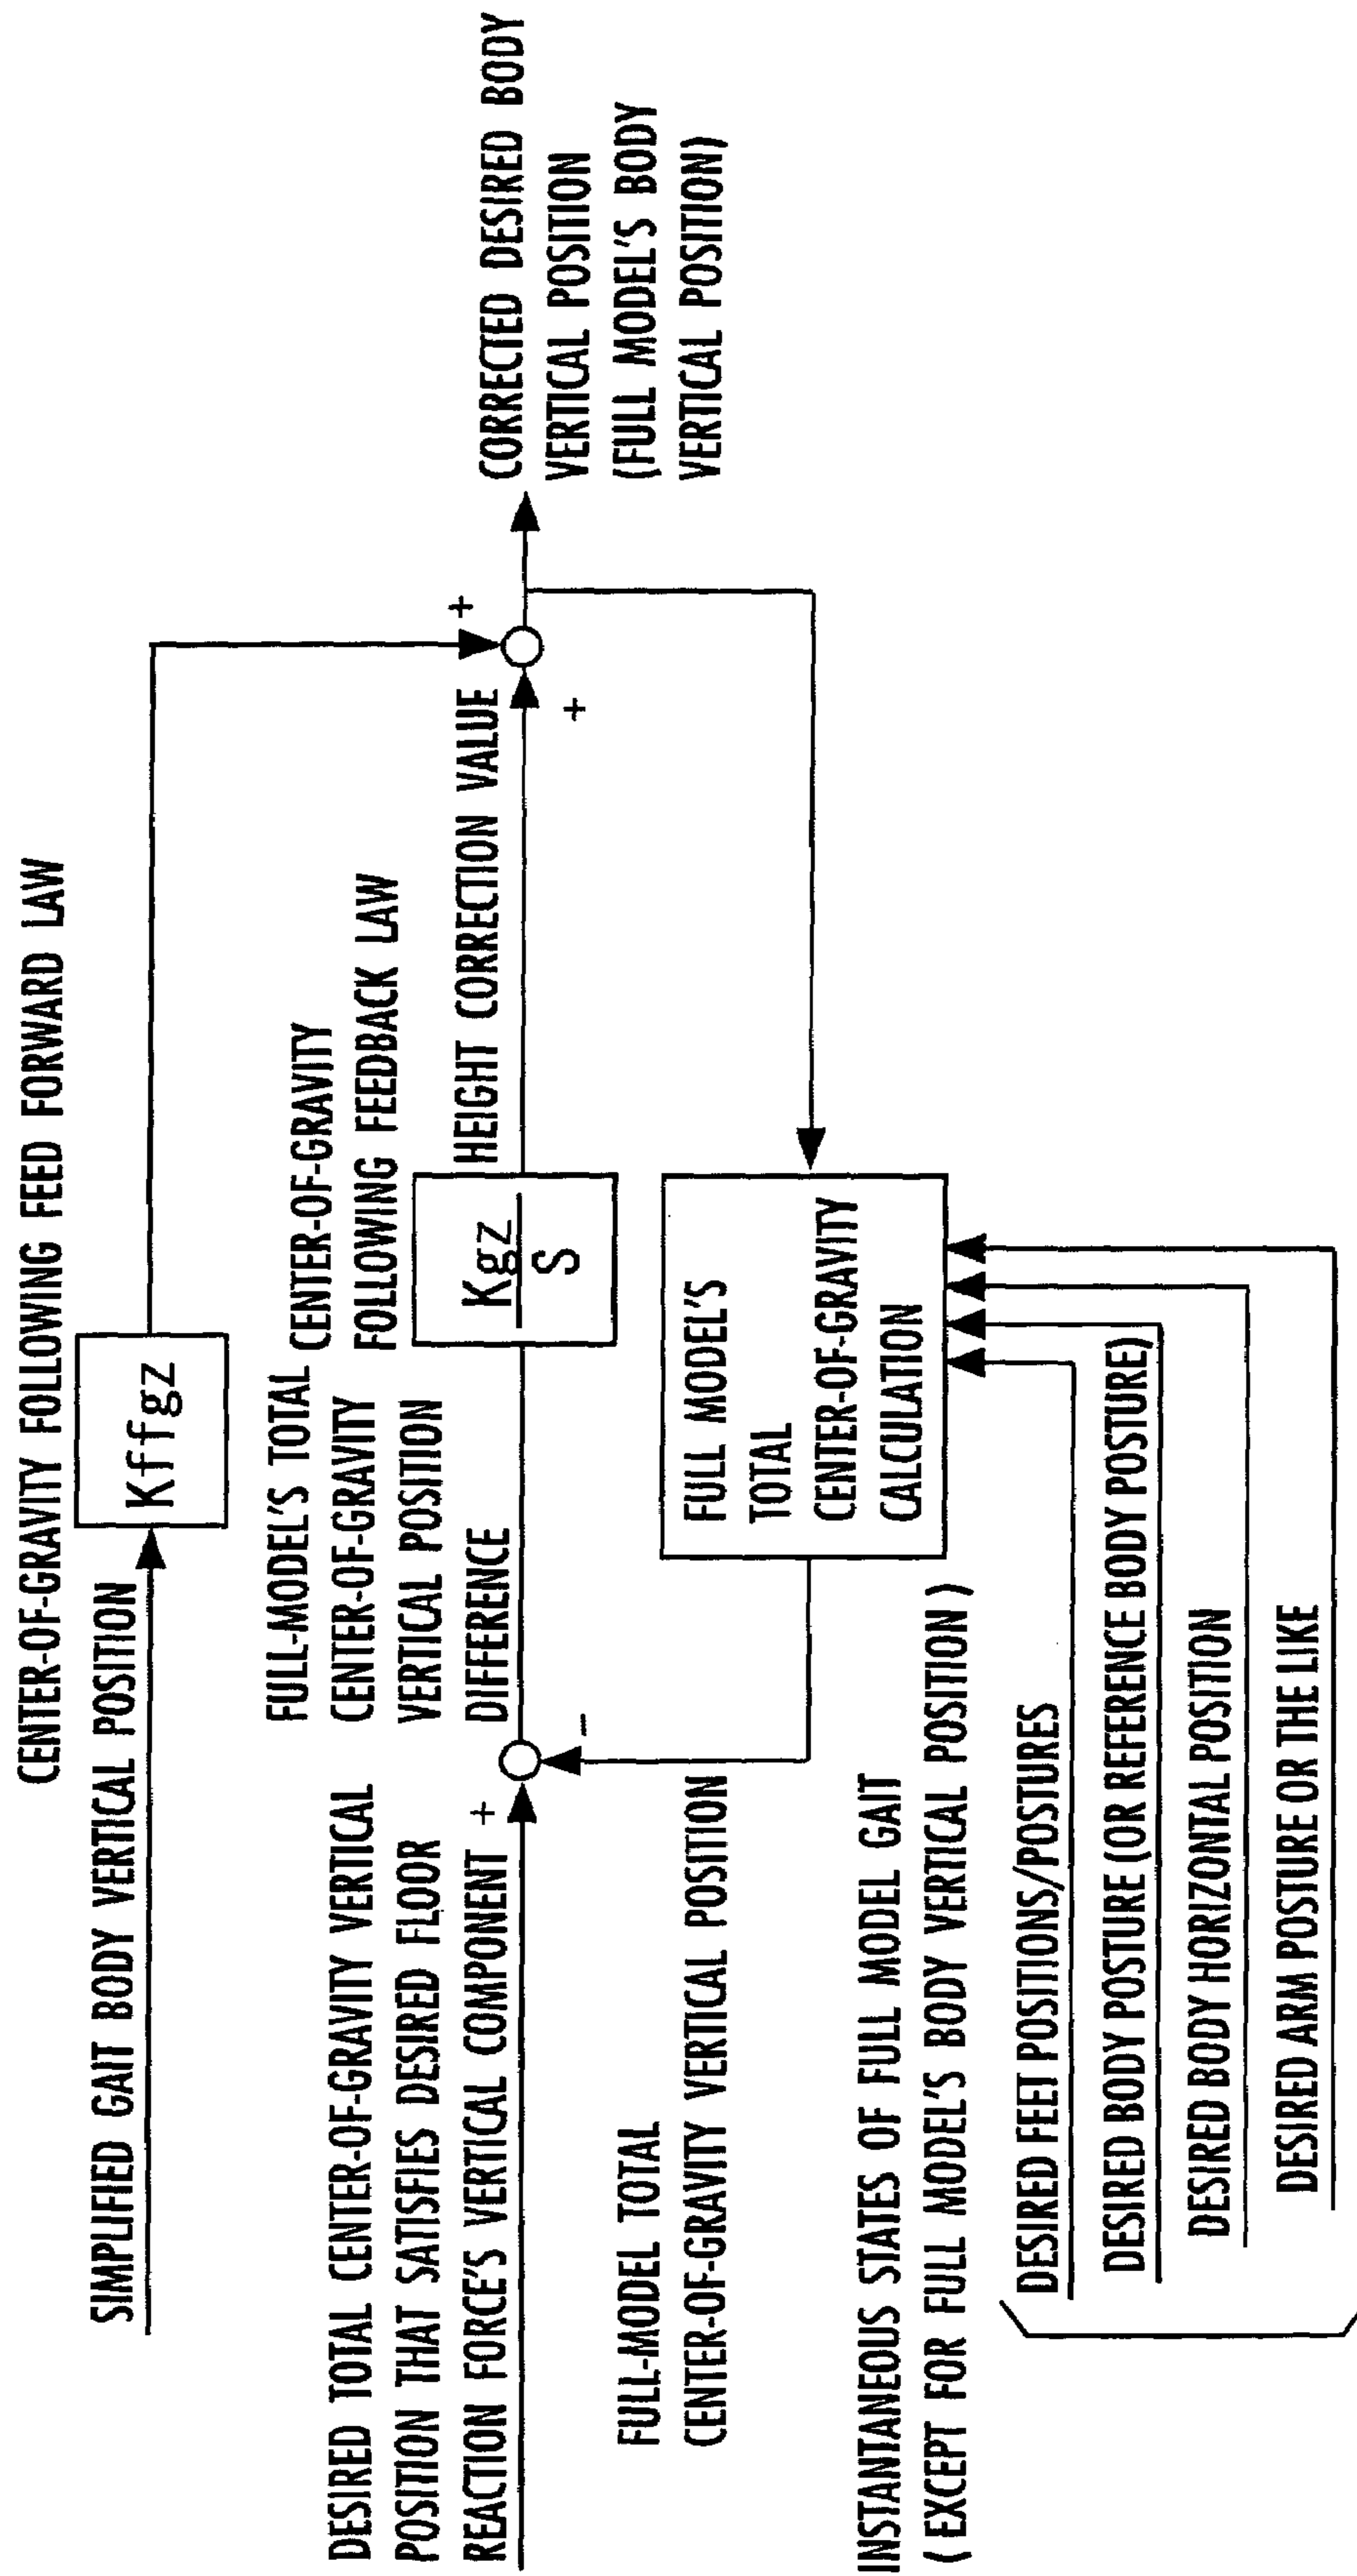 CENTER-OF-GRAVITY FOLLOWING FEED FORWARD LAW
SIMPLIFIED GAIT BODY VERTICAL POSITION
Kffgz
FULL-MODEL'S TOTAL
CENTER-OF-GRAVITY
VERTICAL POSITION
DIFFERENCE
CENTER-OF-GRAVITY
FOLLOWING FEEDBACK LAW
DESIRED TOTAL CENTER-OF-GRAVITY VERTICAL
POSITION THAT SATISFIES DESIRED FLOOR
REACTION FORCE'S VERTICAL COMPONENT
+
-
Kgz
S
HEIGHT CORRECTION VALUE
+
+
CORRECTED DESIRED BODY
VERTICAL POSITION
(FULL MODEL'S BODY
VERTICAL POSITION)
FULL-MODEL TOTAL
CENTER-OF-GRAVITY VERTICAL POSITION
FULL MODEL'S
TOTAL
CENTER-OF-GRAVITY
CALCULATION
INSTANTANEOUS STATES OF FULL MODEL GAIT
( EXCEPT FOR FULL MODEL'S BODY VERTICAL POSITION )
DESIRED FEET POSITIONS/POSTURES
DESIRED BODY POSTURE (OR REFERENCE BODY POSTURE)
DESIRED BODY HORIZONTAL POSITION
DESIRED ARM POSTURE OR THE LIKE